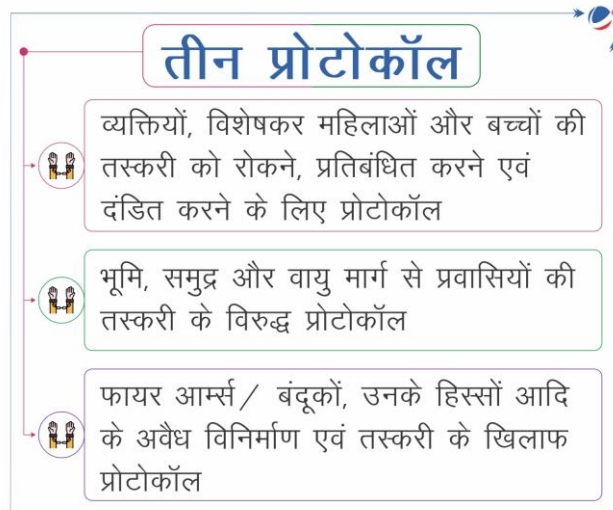 तीन प्रोटोकॉल
व्यक्तियों, विशेषकर महिलाओं और बच्चों की
तस्करी को रोकने, प्रतिबंधित करने एवं
दंडित करने के लिए प्रोटोकॉल
भूमि, समुद्र और वायु मार्ग से प्रवासियों की
तस्करी के विरुद्ध प्रोटोकॉल
फायर आर्म्स/ बंदूकों, उनके हिस्सों आदि
के अवैध विनिर्माण एवं तस्करी के खिलाफ
प्रोटोकॉल